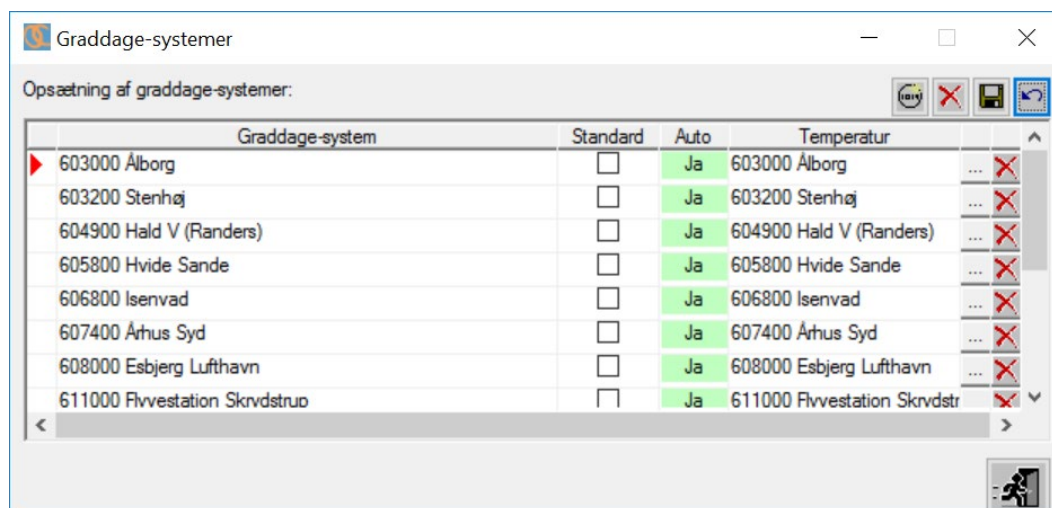 Graddage-systemer
Opsætning af graddage-systemer:
Graddage-system Standard Auto Temperatur
603000 Ålborg Ja 603000 Ålborg ...
603200 Stenhøj Ja 603200 Stenhøj ...
604900 Hald V (Randers) Ja 604900 Hald V (Randers) ...
605800 Hvide Sande Ja 605800 Hvide Sande ...
606800 Isenvad Ja 606800 Isenvad ...
607400 Århus Syd Ja 607400 Århus Syd ...
608000 Esbjerg Lufthavn Ja 608000 Esbjerg Lufthavn ...
611000 Flyvestation Skrydstrup Ja 611000 Flyvestation Skrydstr